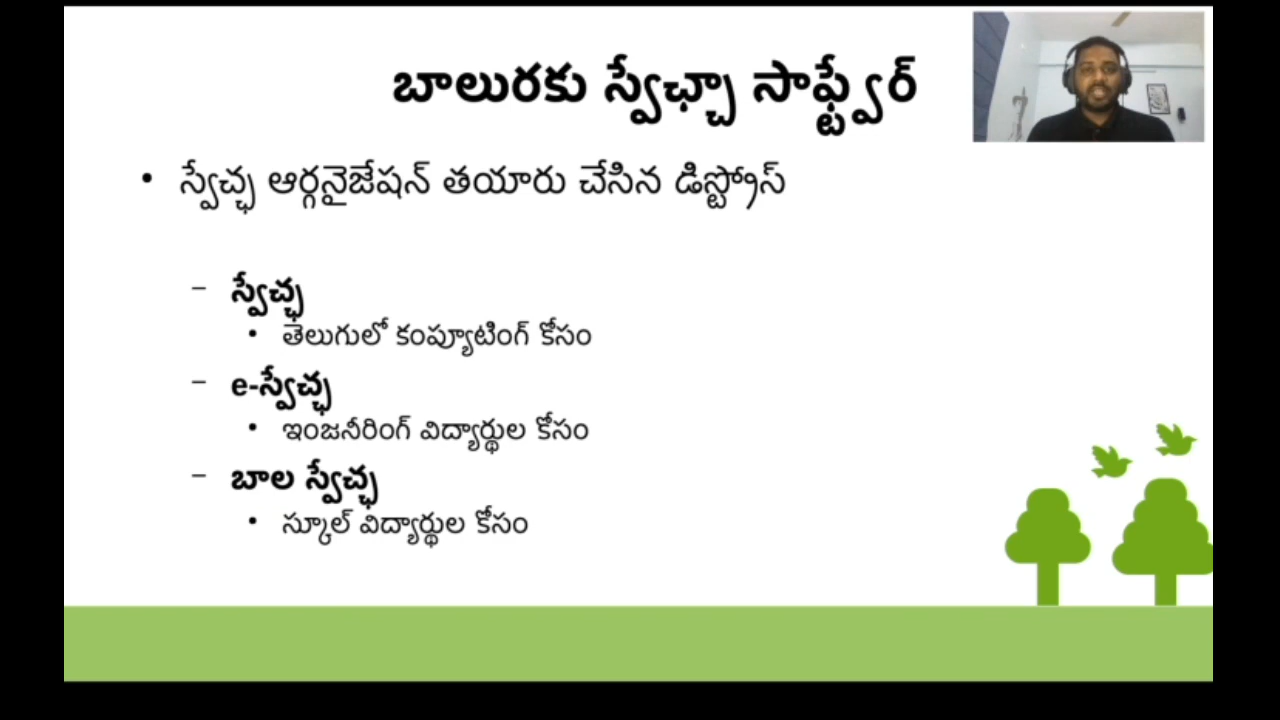 బాలురకు స్వేఛ్చా సాఫ్ట్వేర్
• స్వేచ్ఛ ఆర్గనైజేషన్ తయారు చేసిన డిస్ట్రోస్
– స్వేచ్ఛ
• తెలుగులో కంప్యూటింగ్ కోసం
– e-స్వేచ్ఛ
• ఇంజనీరింగ్ విద్యార్థుల కోసం
– బాల స్వేచ్ఛ
• స్కూల్ విద్యార్థుల కోసం